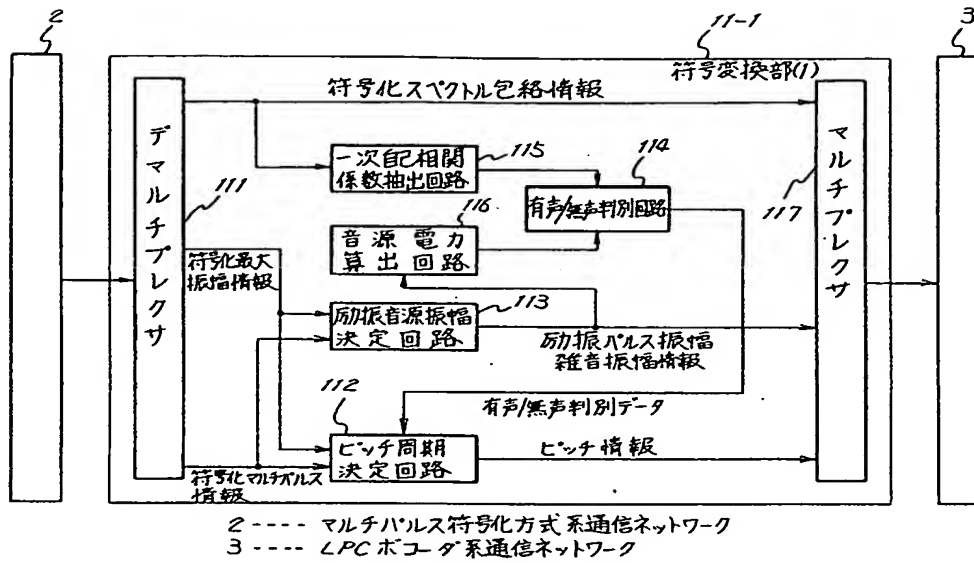 2
11-1
3
符号変換部(1)
符号化スペクトル包絡情報
デマルチプレクサ
111
一次自己相関
係数抽出回路
115
114
有声/無声判別回路
マルチプレクサ
117
116
音源電力
算出回路
符号化最大
振幅情報
113
励振音源振幅
決定回路
励振パルス振幅
雑音振幅情報
112
有声/無声判別データ
ピッチ周期
決定回路
ピッチ情報
符号化マルチパルス
情報
2 ---- マルチパルス符号化方式系通信ネットワーク
3 ---- LPCボコーダ系通信ネットワーク